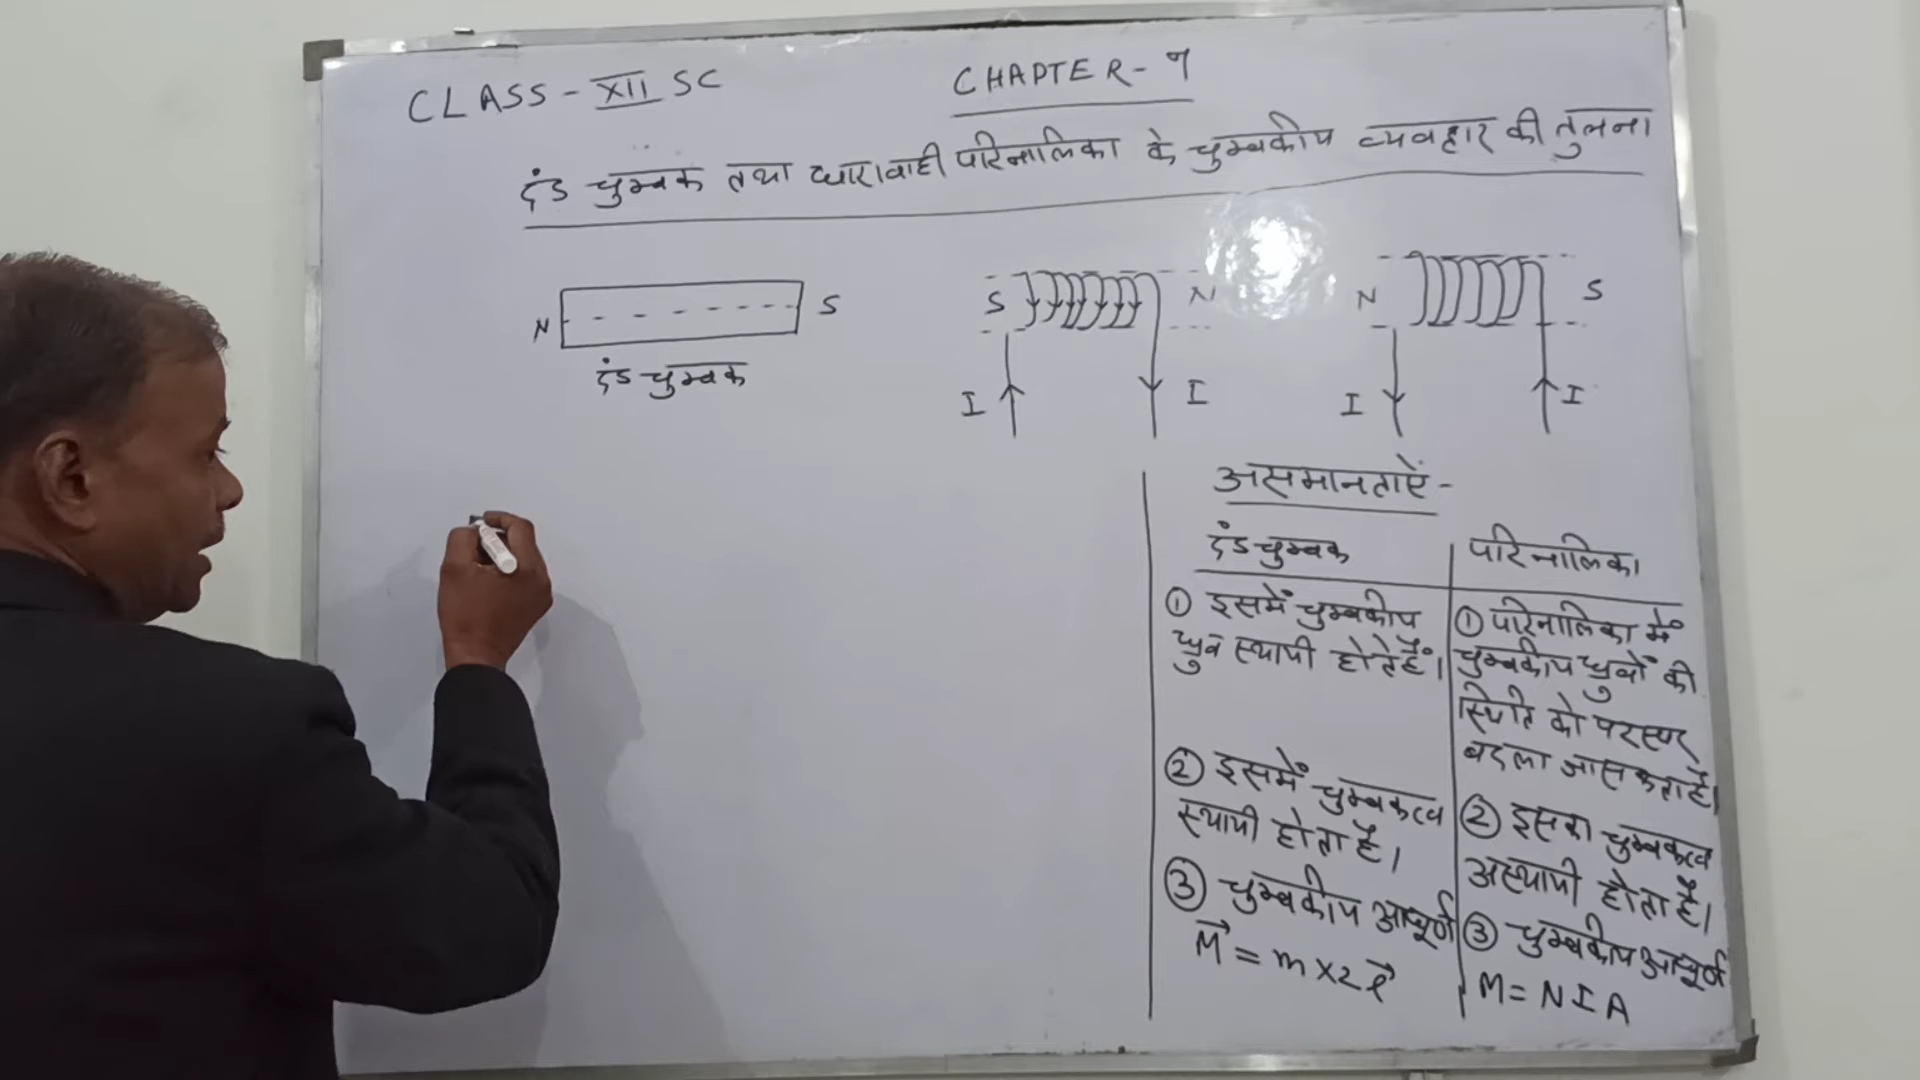 CLASS - XII SC
CHAPTER - 9
दंड चुम्बक तथा धारावाही परिनालिका के चुम्बकीय व्यवहार की तुलना
N
S
दंड चुम्बक
S
N
I
I
N
S
I
I
असमानताऐं -
दंड चुम्बक
① इसमें चुम्बकीय
ध्रुव स्थायी होते हैं।
② इसमें चुम्बकत्व
स्थायी होता है।
③ चुम्बकीय आघूर्ण
M⃗ = m x 2 ℓ⃗
परिनालिका
① परिनालिका में
चुम्बकीय ध्रुवों की
स्थिति को परस्पर
बदला जा सकता है।
② इसका चुम्बकत्व
अस्थायी होता है।
③ चुम्बकीय आघूर्ण
M = N I A